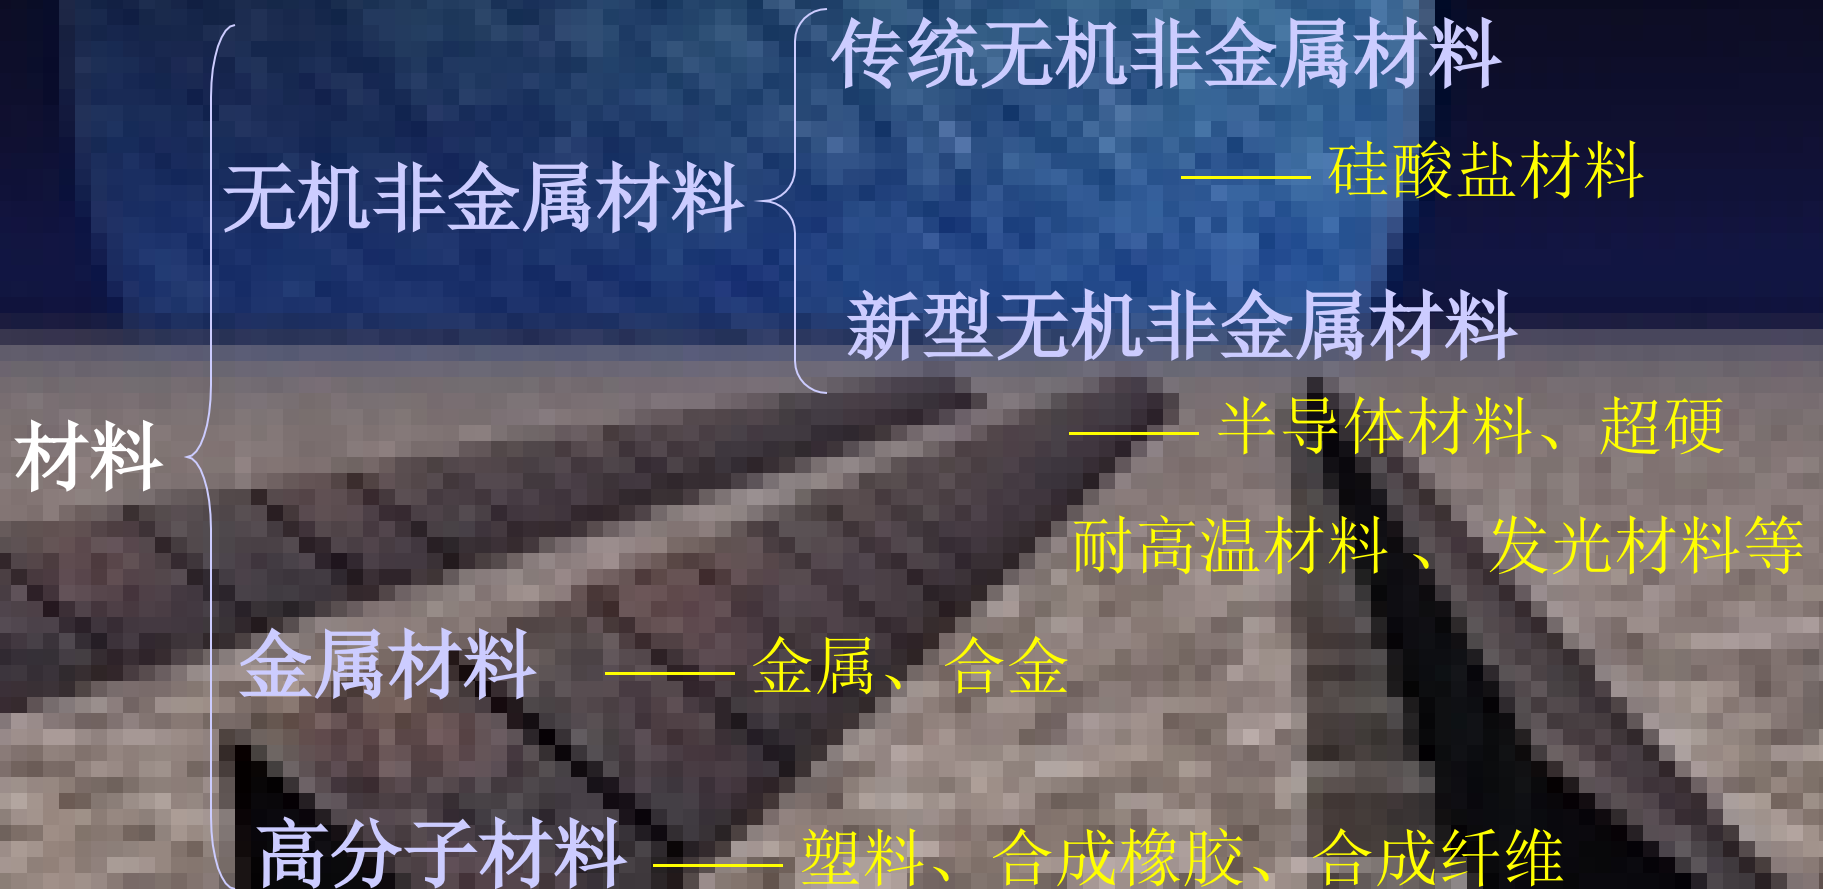 传统无机非金属材料
——硅酸盐材料
无机非金属材料
新型无机非金属材料
——半导体材料、超硬
耐高温材料 、 发光材料等
材料
金属材料 ——金属、合金
高分子材料 ——塑料、合成橡胶、合成纤维